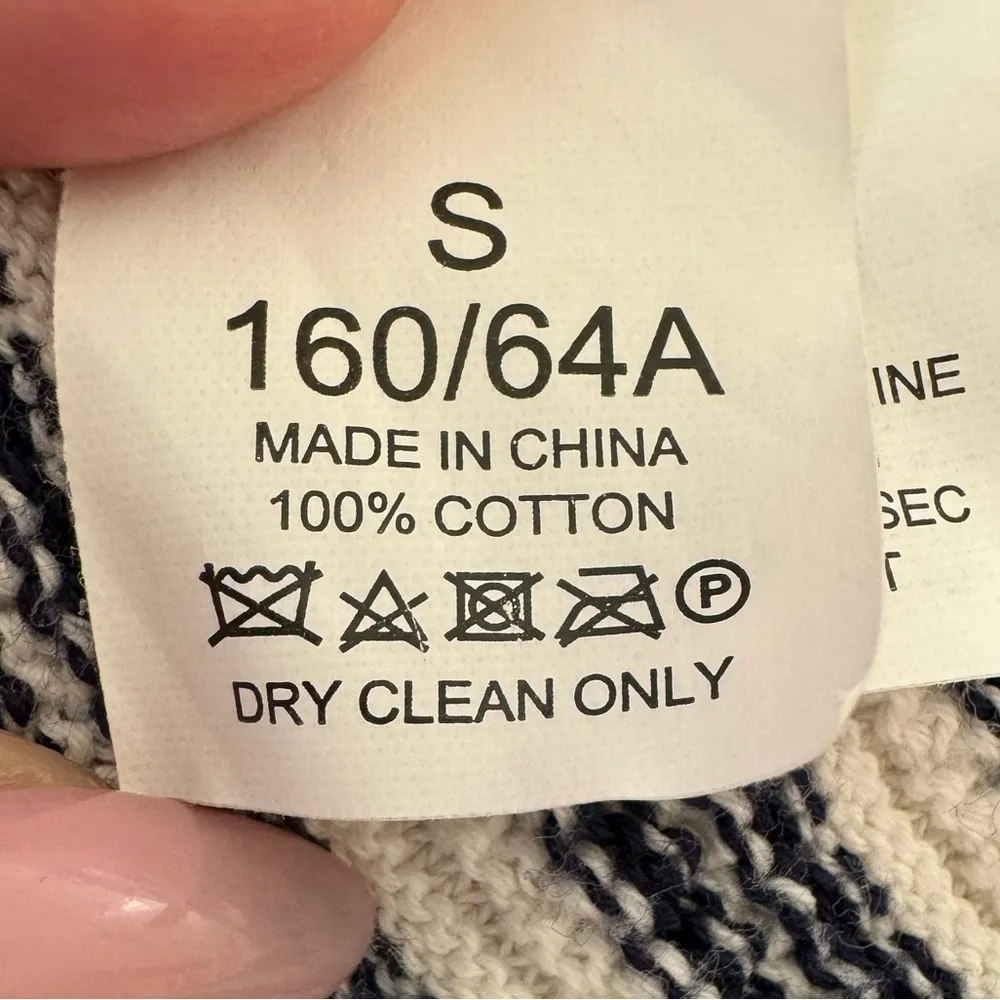 S
160/64A
MADE IN CHINA
100% COTTON
P
DRY CLEAN ONLY
INE
SEC
T